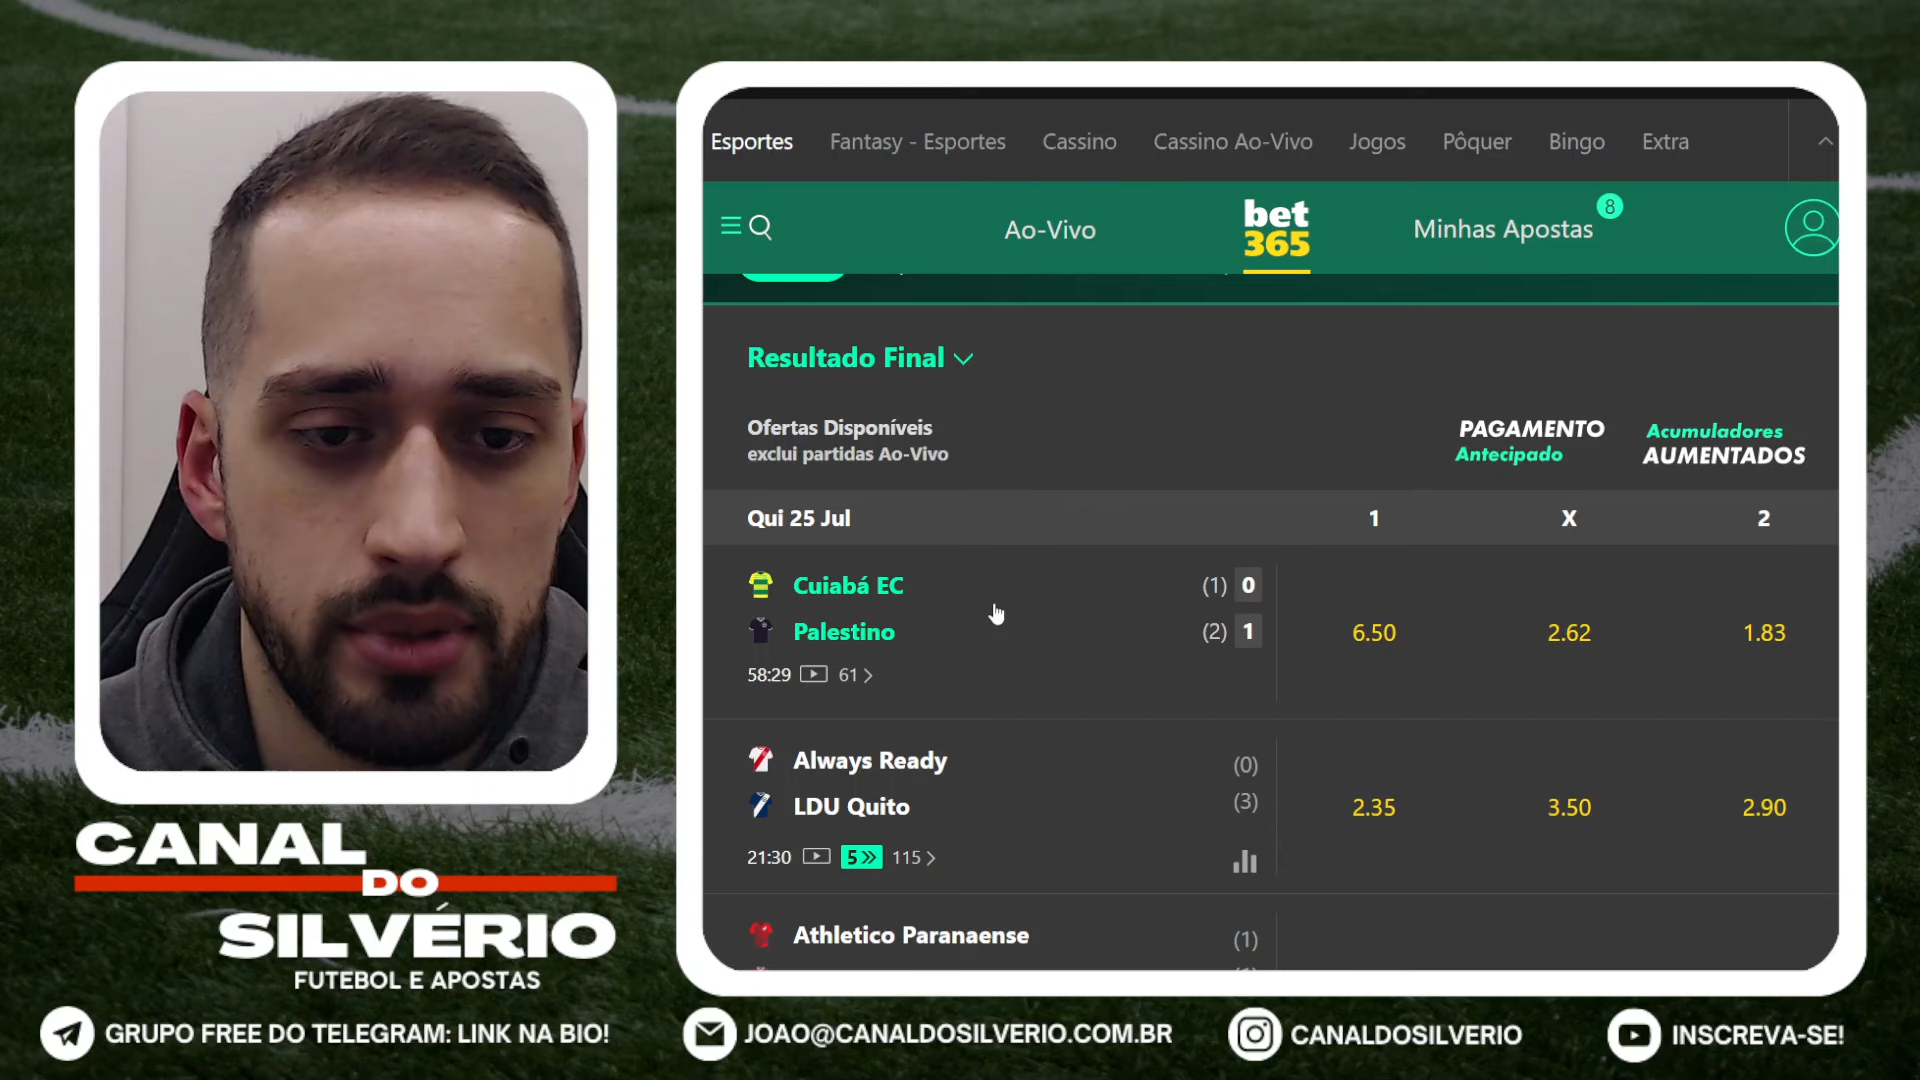 Esportes Fantasy - Esportes Cassino Cassino Ao-Vivo Jogos Pôquer Bingo Extra
Ao-Vivo bet365 Minhas Apostas 8
Resultado Final
Ofertas Disponíveis
exclui partidas Ao-Vivo
PAGAMENTO
Antecipado
Acumuladores
AUMENTADOS
Qui 25 Jul 1 X 2
Cuiabá EC (1) 0
Palestino (2) 1
6.50 2.62 1.83
58:29 61 >
Always Ready (0)
LDU Quito (3)
2.35 3.50 2.90
21:30 5» 115 >
Athletico Paranaense (1)
CANAL
DO
SILVÉRIO
FUTEBOL E APOSTAS
GRUPO FREE DO TELEGRAM: LINK NA BIO!
JOAO@CANALDOSILVERIO.COM.BR
CANALDOSILVERIO
INSCREVA-SE!